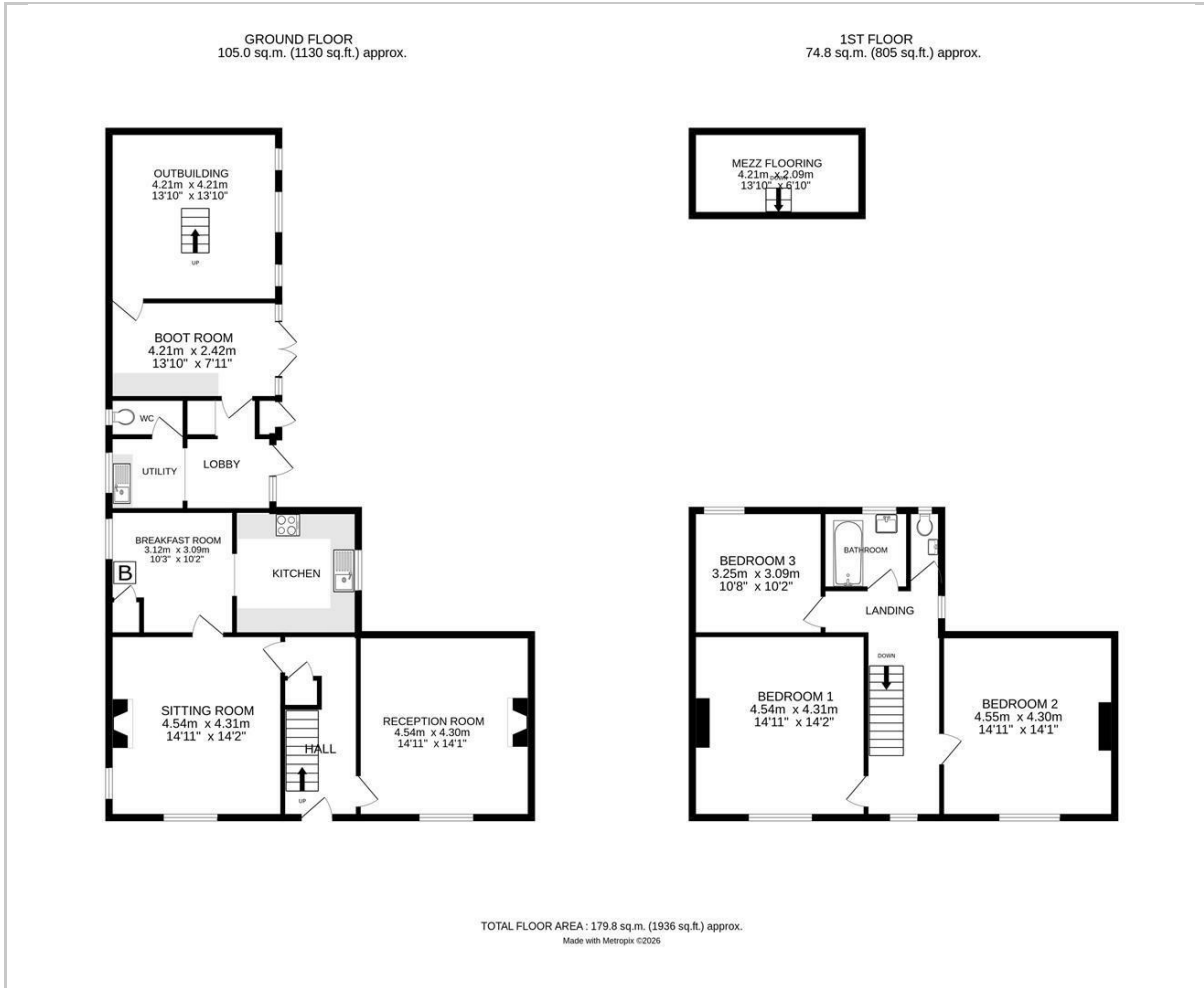 GROUND FLOOR
105.0 sq.m. (1130 sq.ft.) approx.
1ST FLOOR
74.8 sq.m. (805 sq.ft.) approx.
OUTBUILDING
4.21m x 4.21m
13'10" x 13'10"
UP
MEZZ FLOORING
4.21m x 2.09m
DOWN
13'10" x 6'10"
BOOT ROOM
4.21m x 2.42m
13'10" x 7'11"
WC
UTILITY
LOBBY
BREAKFAST ROOM
3.12m x 3.09m
10'3" x 10'2"
B
KITCHEN
SITTING ROOM
4.54m x 4.31m
14'11" x 14'2"
HALL
UP
RECEPTION ROOM
4.54m x 4.30m
14'11" x 14'1"
BEDROOM 3
3.25m x 3.09m
10'8" x 10'2"
BATHROOM
LANDING
DOWN
BEDROOM 1
4.54m x 4.31m
14'11" x 14'2"
BEDROOM 2
4.55m x 4.30m
14'11" x 14'1"
TOTAL FLOOR AREA : 179.8 sq.m. (1936 sq.ft.) approx.
Made with Metropix ©2026